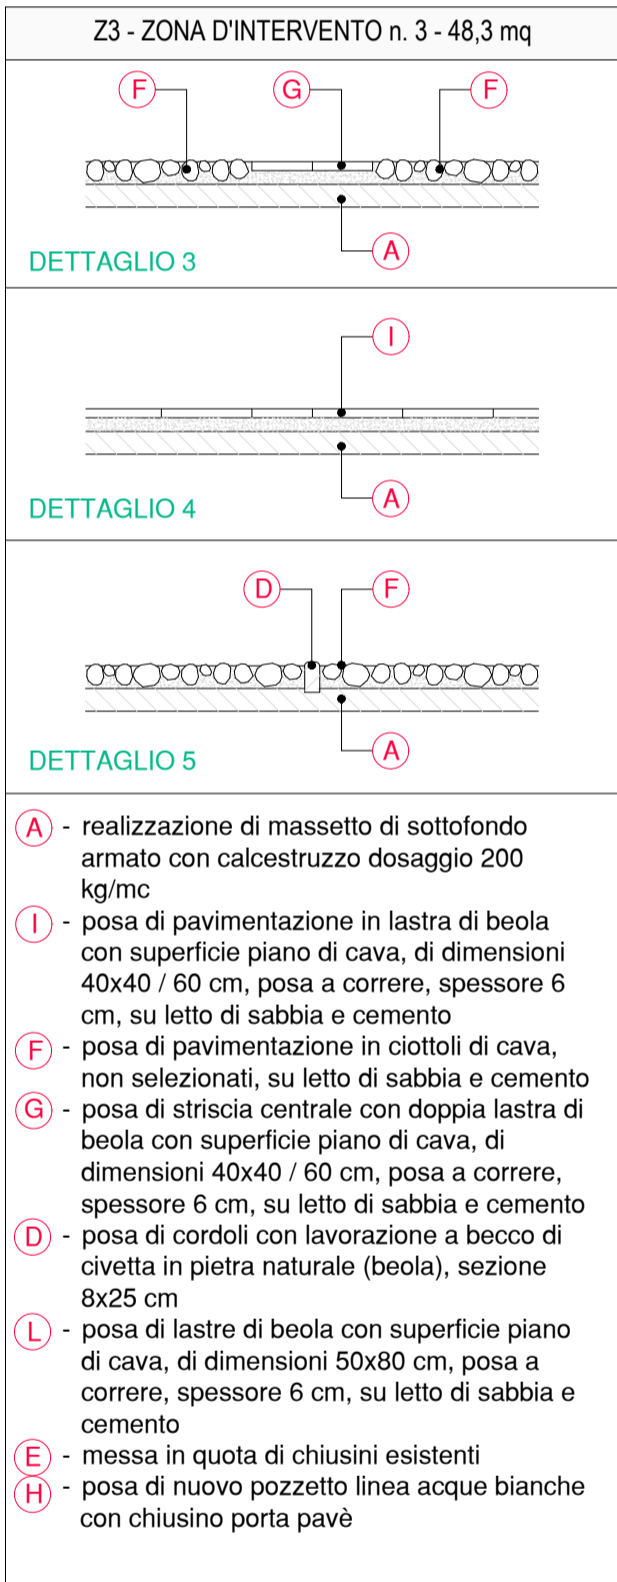 Z3 - ZONA D'INTERVENTO n. 3 - 48,3 mq
F G F
A
DETTAGLIO 3
I
A
DETTAGLIO 4
D F
A
DETTAGLIO 5
A - realizzazione di massetto di sottofondo
armato con calcestruzzo dosaggio 200
kg/mc
I - posa di pavimentazione in lastra di beola
con superficie piano di cava, di dimensioni
40x40 / 60 cm, posa a correre, spessore 6
cm, su letto di sabbia e cemento
F - posa di pavimentazione in ciottoli di cava,
non selezionati, su letto di sabbia e cemento
G - posa di striscia centrale con doppia lastra di
beola con superficie piano di cava, di
dimensioni 40x40 / 60 cm, posa a correre,
spessore 6 cm, su letto di sabbia e cemento
D - posa di cordoli con lavorazione a becco di
civetta in pietra naturale (beola), sezione
8x25 cm
L - posa di lastre di beola con superficie piano
di cava, di dimensioni 50x80 cm, posa a
correre, spessore 6 cm, su letto di sabbia e
cemento
E - messa in quota di chiusini esistenti
H - posa di nuovo pozzetto linea acque bianche
con chiusino porta pavè